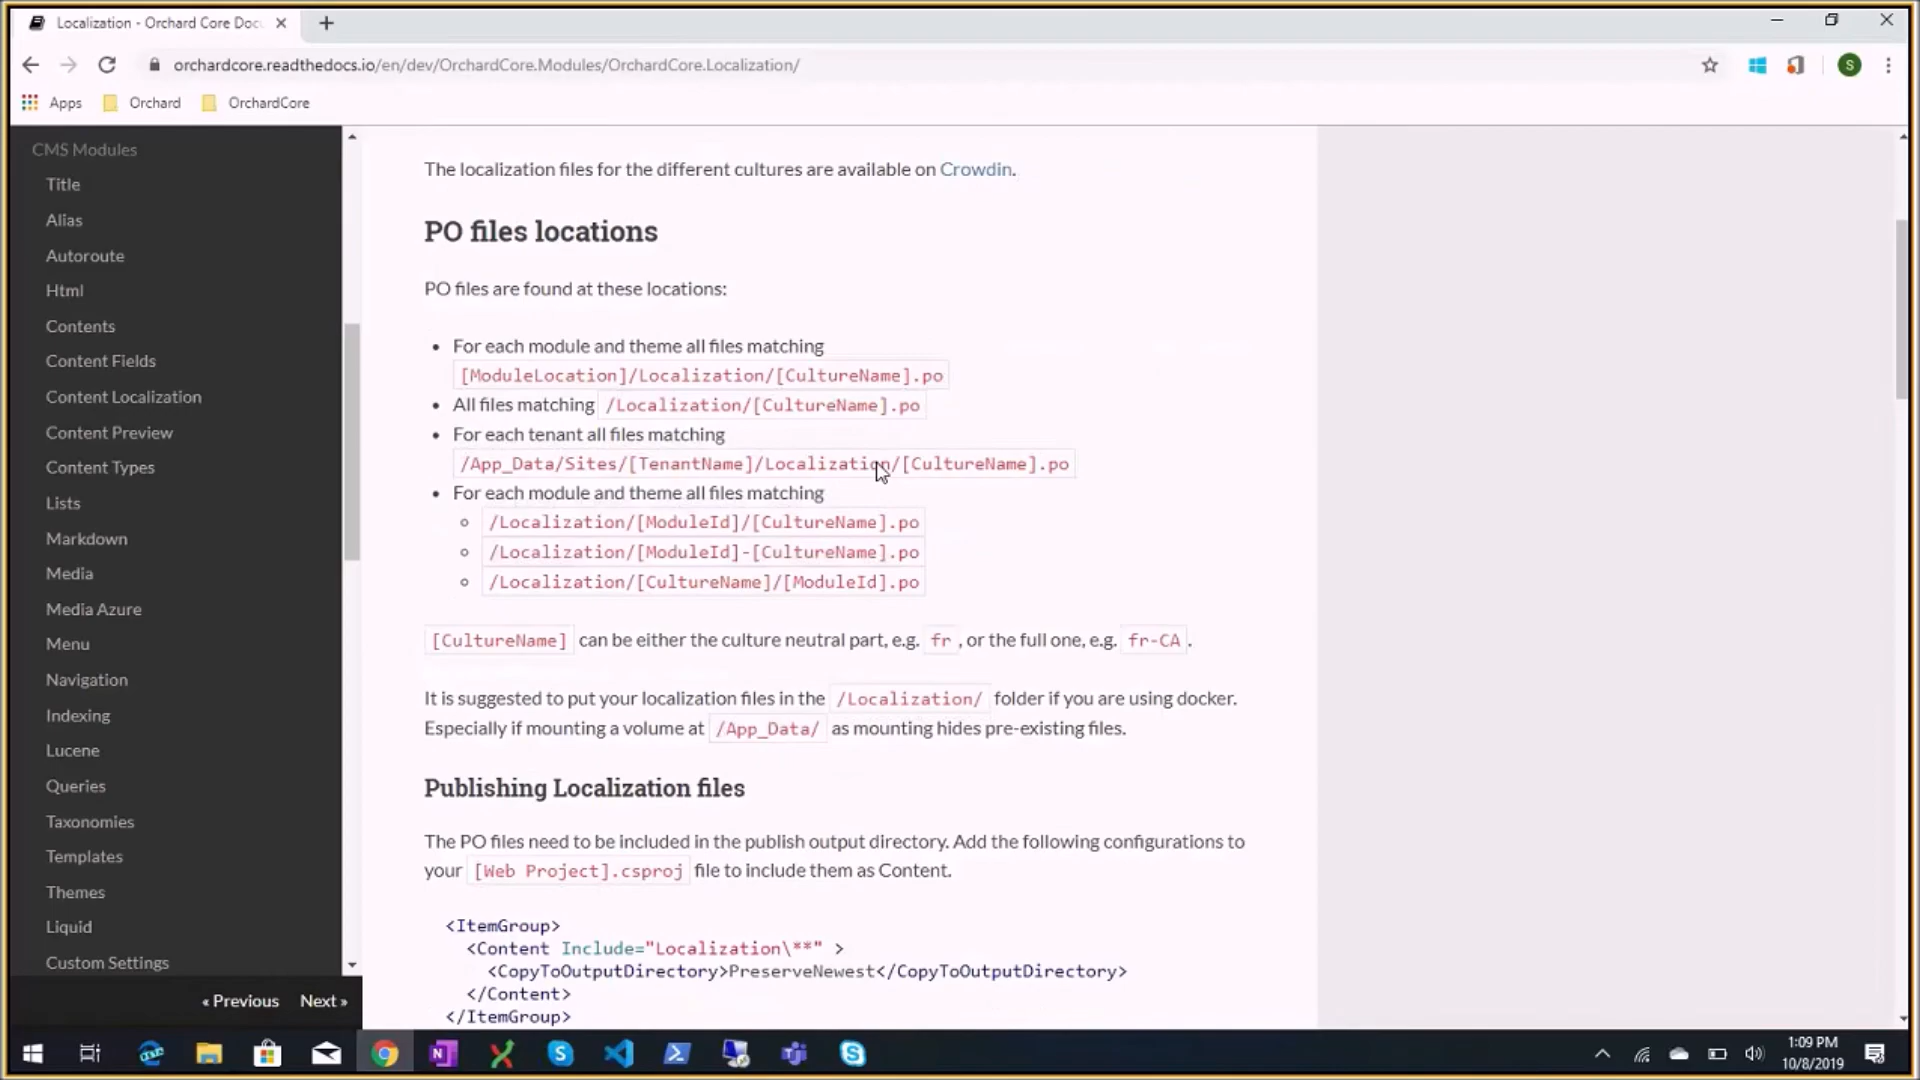 Localization - Orchard Core Doc
orchardcore.readthedocs.io/en/dev/OrchardCore.Modules/OrchardCore.Localization/
S
Apps
Orchard
OrchardCore
CMS Modules
Title
Alias
Autoroute
Html
Contents
Content Fields
Content Localization
Content Preview
Content Types
Lists
Markdown
Media
Media Azure
Menu
Navigation
Indexing
Lucene
Queries
Taxonomies
Templates
Themes
Liquid
Custom Settings
« Previous
Next »
The localization files for the different cultures are available on Crowdin.
PO files locations
PO files are found at these locations:
For each module and theme all files matching
[ModuleLocation]/Localization/[CultureName].po
All files matching /Localization/[CultureName].po
For each tenant all files matching
/App_Data/Sites/[TenantName]/Localization/[CultureName].po
For each module and theme all files matching
/Localization/[ModuleId]/[CultureName].po
/Localization/[ModuleId]-[CultureName].po
/Localization/[CultureName]/[ModuleId].po
[CultureName] can be either the culture neutral part, e.g. fr , or the full one, e.g. fr-CA .
It is suggested to put your localization files in the /Localization/ folder if you are using docker.
Especially if mounting a volume at /App_Data/ as mounting hides pre-existing files.
Publishing Localization files
The PO files need to be included in the publish output directory. Add the following configurations to
your [Web Project].csproj file to include them as Content.
<ItemGroup>
<Content Include="Localization\**" >
<CopyToOutputDirectory>PreserveNewest</CopyToOutputDirectory>
</Content>
</ItemGroup>
1:09 PM
10/8/2019